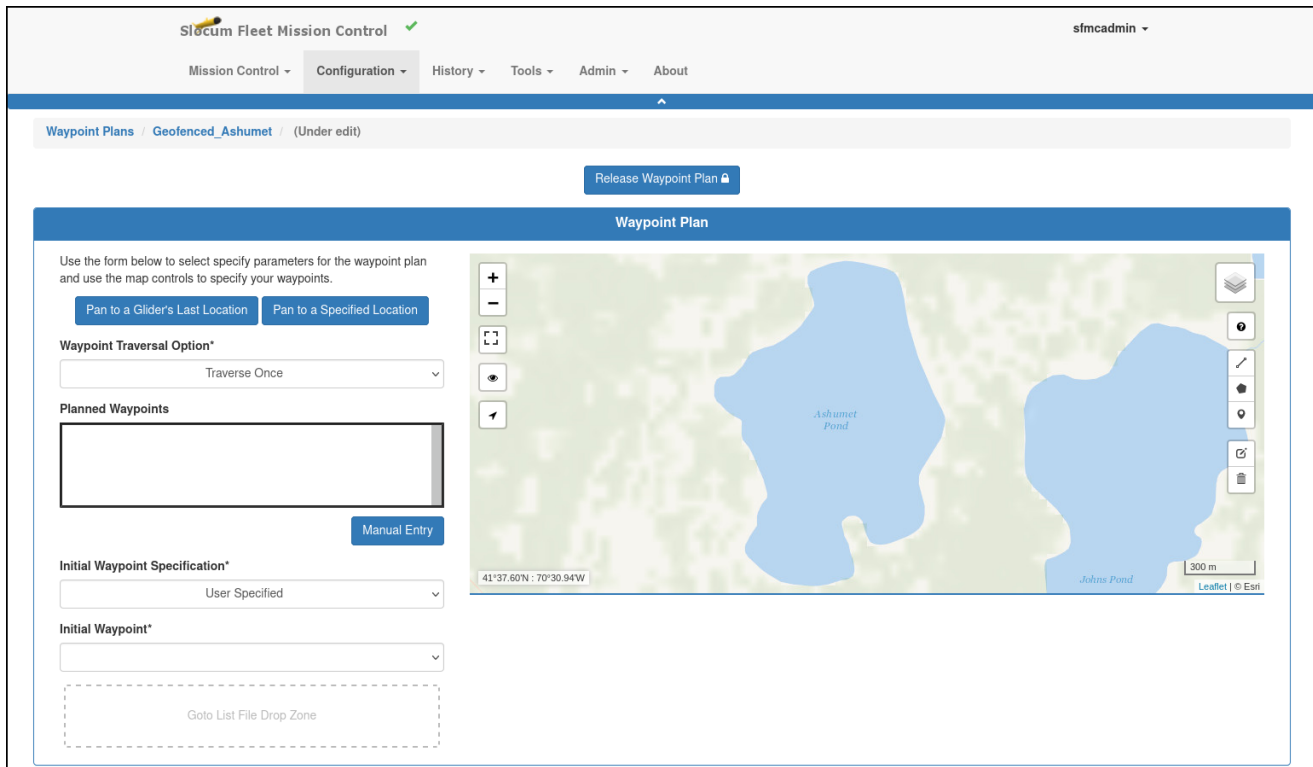 Slocum Fleet Mission Control
sfmcadmin
Mission Control Configuration History Tools Admin About
Waypoint Plans / Geofenced_Ashumet / (Under edit)
Release Waypoint Plan
Waypoint Plan
Use the form below to select specify parameters for the waypoint plan
and use the map controls to specify your waypoints.
Pan to a Glider's Last Location Pan to a Specified Location
Waypoint Traversal Option*
Traverse Once
Planned Waypoints
Manual Entry
Initial Waypoint Specification*
User Specified
Initial Waypoint*
Goto List File Drop Zone
+
−
?
Ashumet
Pond
Johns Pond
41°37.60'N : 70°30.94'W
300 m
Leaflet | © Esri